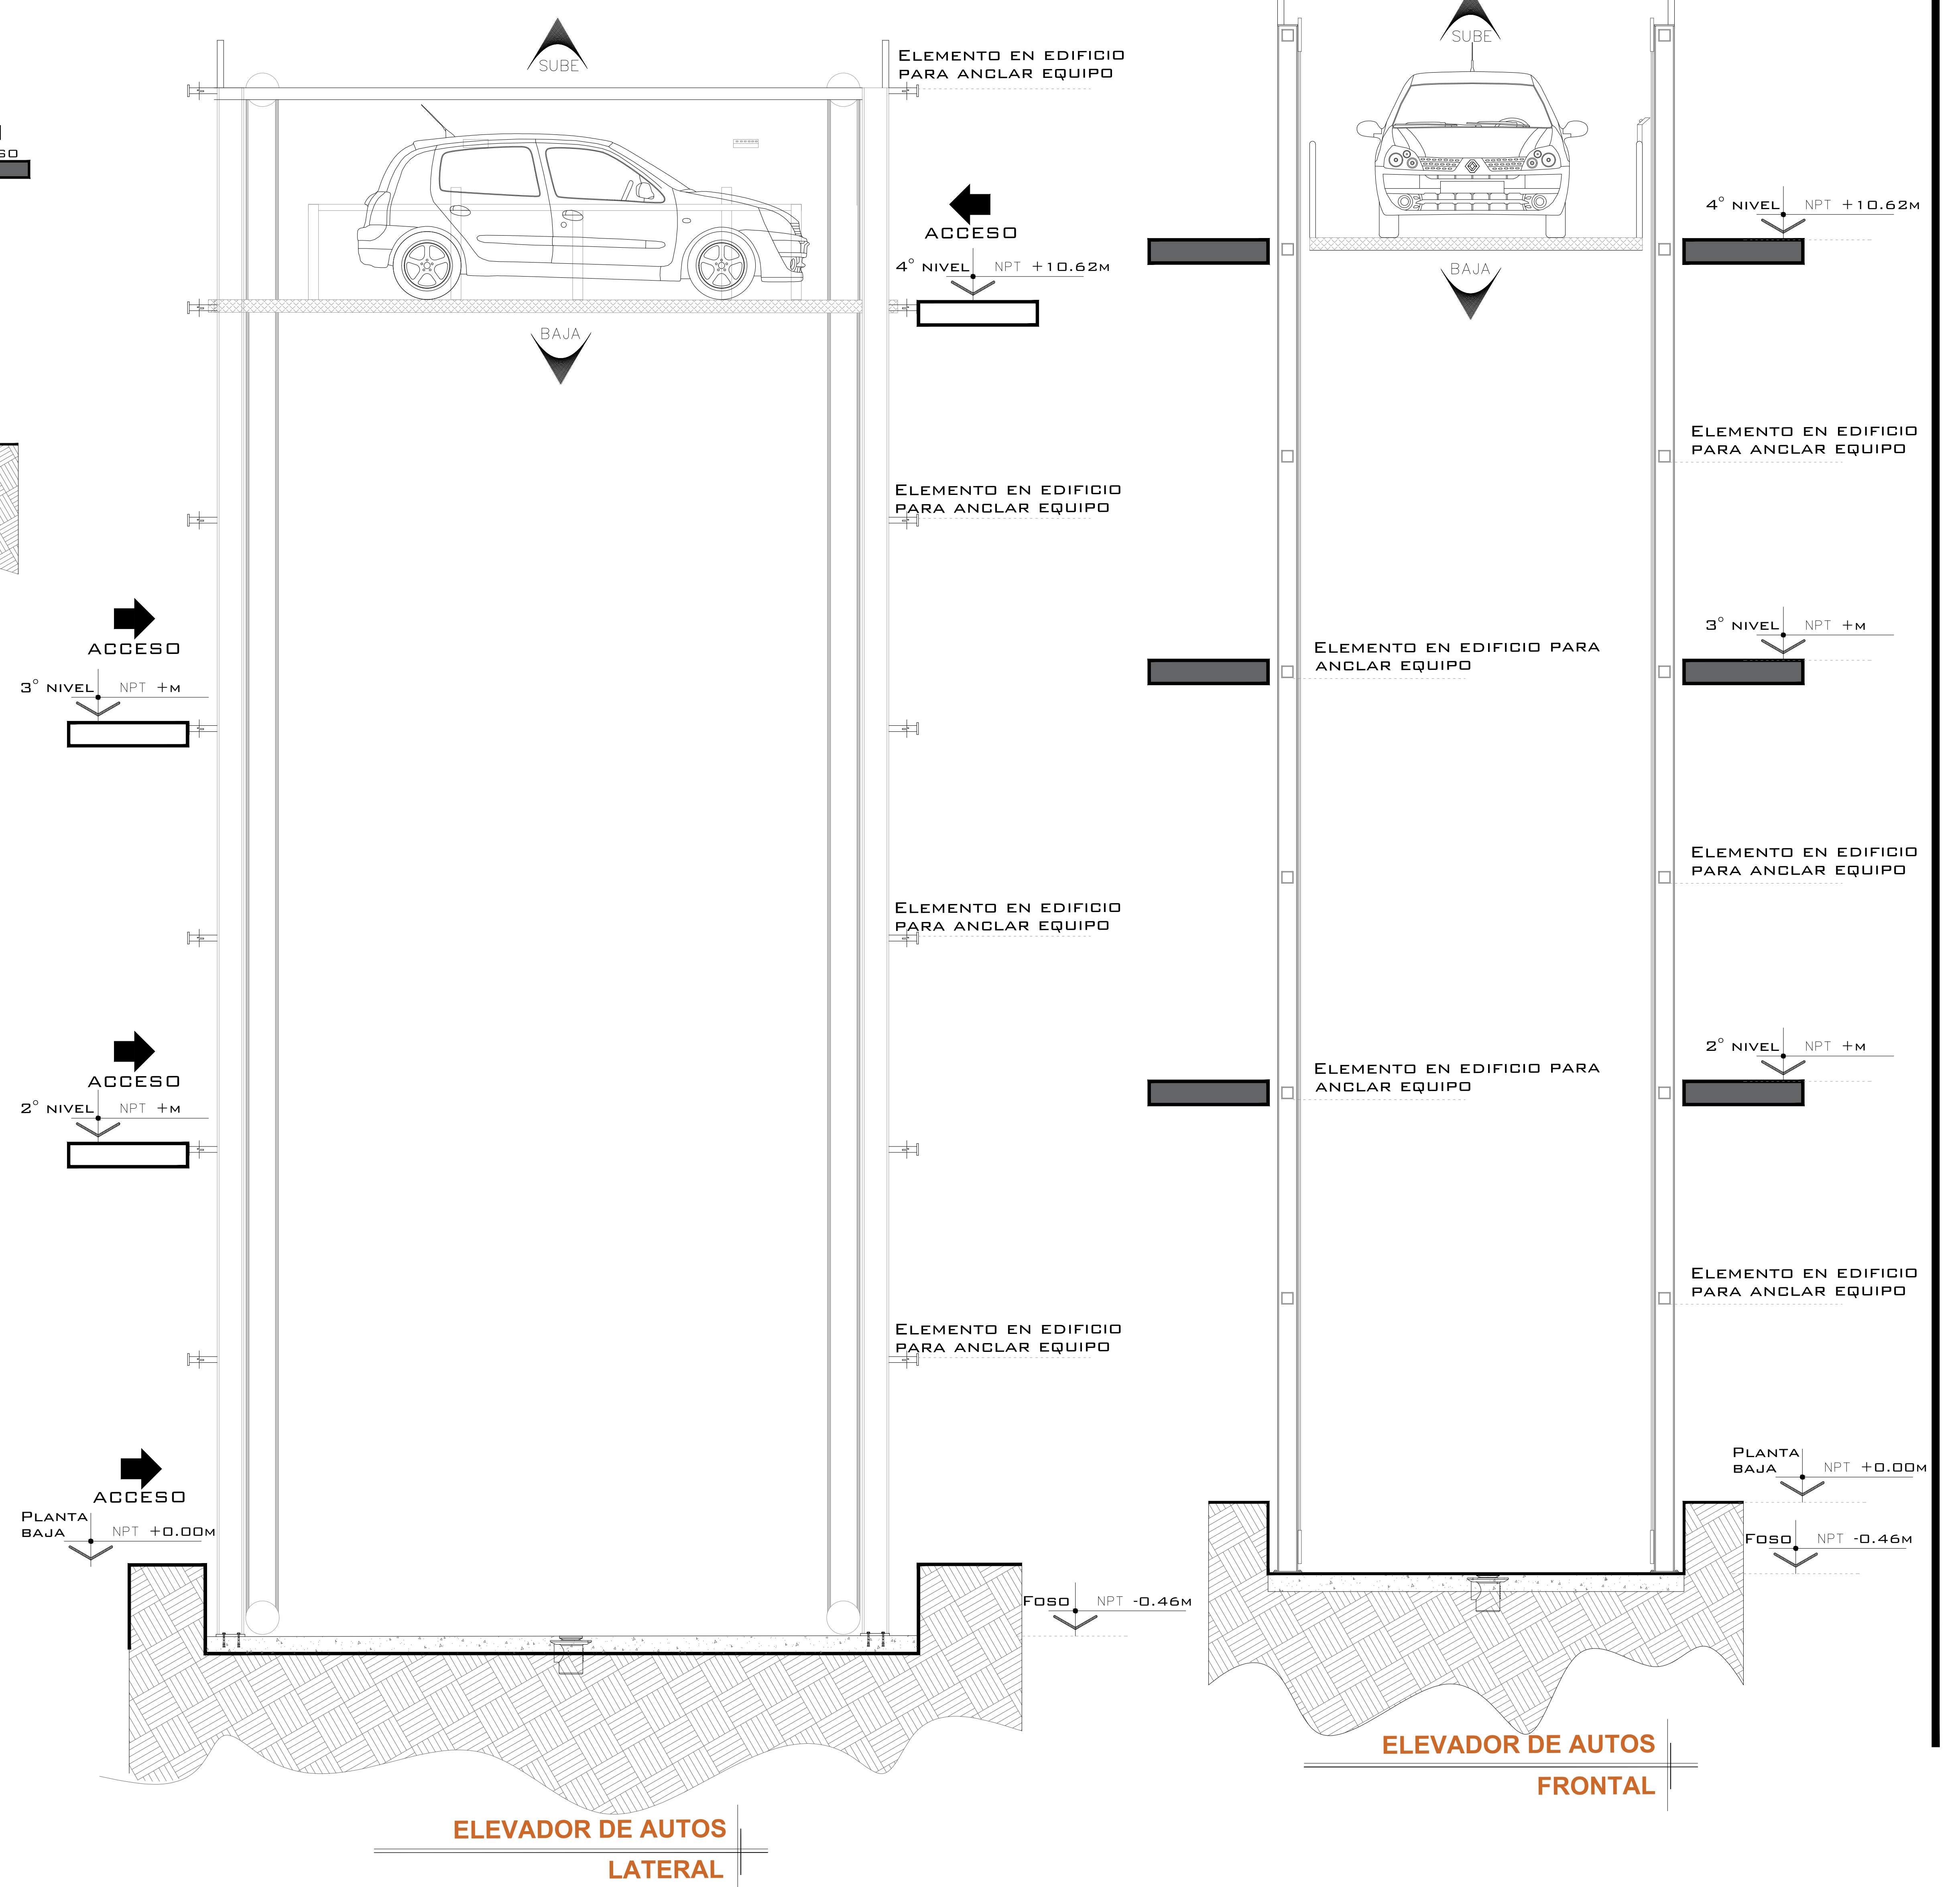 SUBE
ELEMENTO EN EDIFICIO
PARA ANCLAR EQUIPO
ACCESO
4° NIVEL NPT +10.62M
BAJA
ELEMENTO EN EDIFICIO
PARA ANCLAR EQUIPO
ACCESO
3° NIVEL NPT +M
ELEMENTO EN EDIFICIO
PARA ANCLAR EQUIPO
ACCESO
2° NIVEL NPT +M
ELEMENTO EN EDIFICIO
PARA ANCLAR EQUIPO
ACCESO
PLANTA
BAJA NPT +0.00M
FOSO NPT -0.46M
ELEVADOR DE AUTOS
LATERAL
SUBE
4° NIVEL NPT +10.62M
BAJA
ELEMENTO EN EDIFICIO
PARA ANCLAR EQUIPO
3° NIVEL NPT +M
ELEMENTO EN EDIFICIO PARA
ANCLAR EQUIPO
ELEMENTO EN EDIFICIO
PARA ANCLAR EQUIPO
2° NIVEL NPT +M
ELEMENTO EN EDIFICIO PARA
ANCLAR EQUIPO
ELEMENTO EN EDIFICIO
PARA ANCLAR EQUIPO
PLANTA
BAJA NPT +0.00M
FOSO NPT -0.46M
ELEVADOR DE AUTOS
FRONTAL